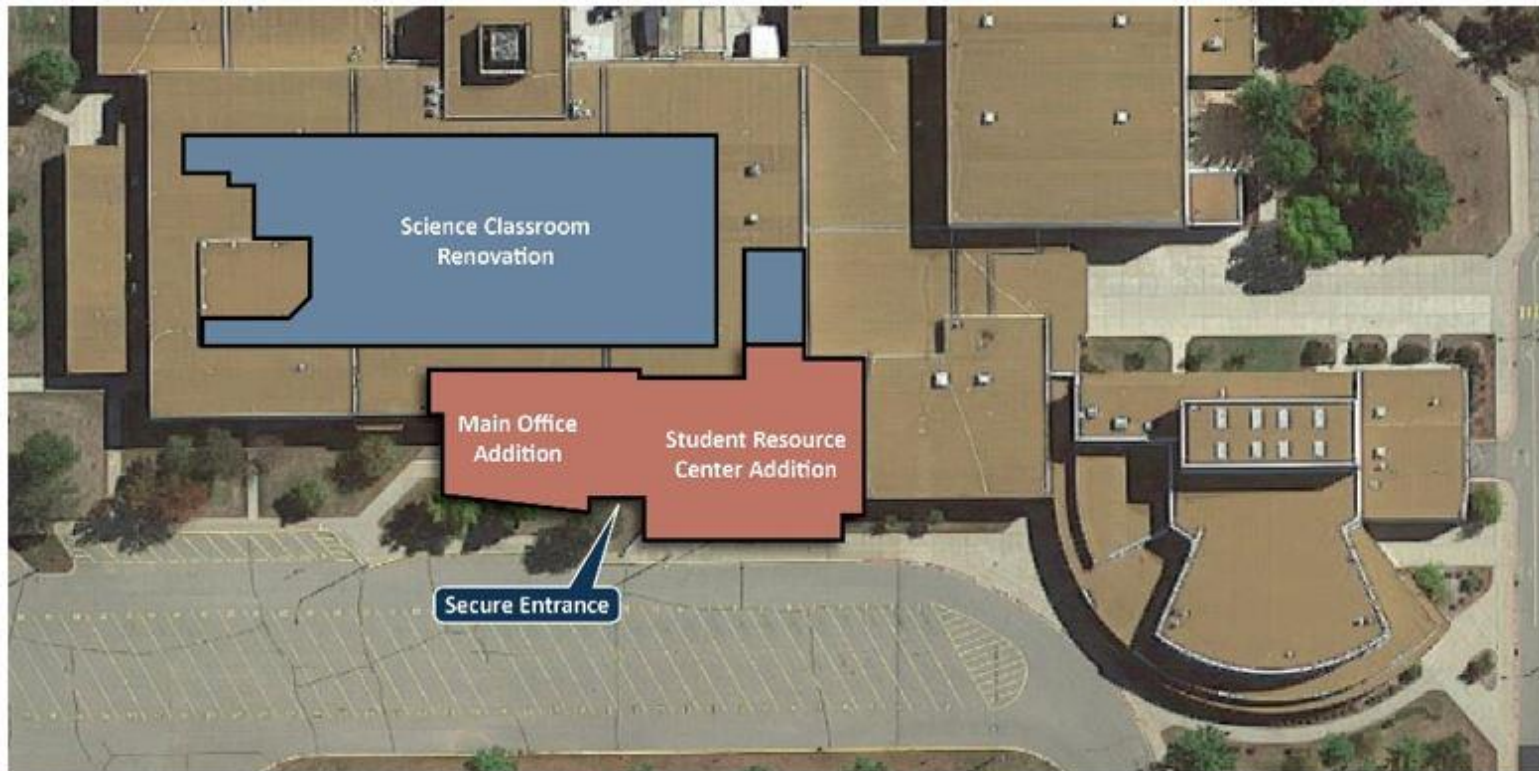 Science Classroom
Renovation
Main Office
Addition
Student Resource
Center Addition
Secure Entrance